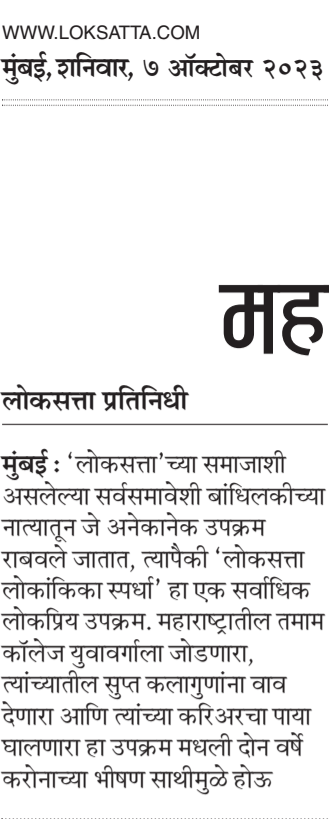 WWW.LOKSATTA.COM
मुंबई, शनिवार, ७ ऑक्टोबर २०२३
मह
लोकसत्ता प्रतिनिधी
मुंबई : ‘लोकसत्ता’च्या समाजाशी
असलेल्या सर्वसमावेशी बांधिलकीच्या
नात्यातून जे अनेकानेक उपक्रम
राबवले जातात, त्यापैकी ‘लोकसत्ता
लोकांकिका स्पर्धा’ हा एक सर्वाधिक
लोकप्रिय उपक्रम. महाराष्ट्रातील तमाम
कॉलेज युवावर्गाला जोडणारा,
त्यांच्यातील सुप्त कलागुणांना वाव
देणारा आणि त्यांच्या करिअरचा पाया
घालणारा हा उपक्रम मधली दोन वर्षे
करोनाच्या भीषण साथीमुळे होऊ